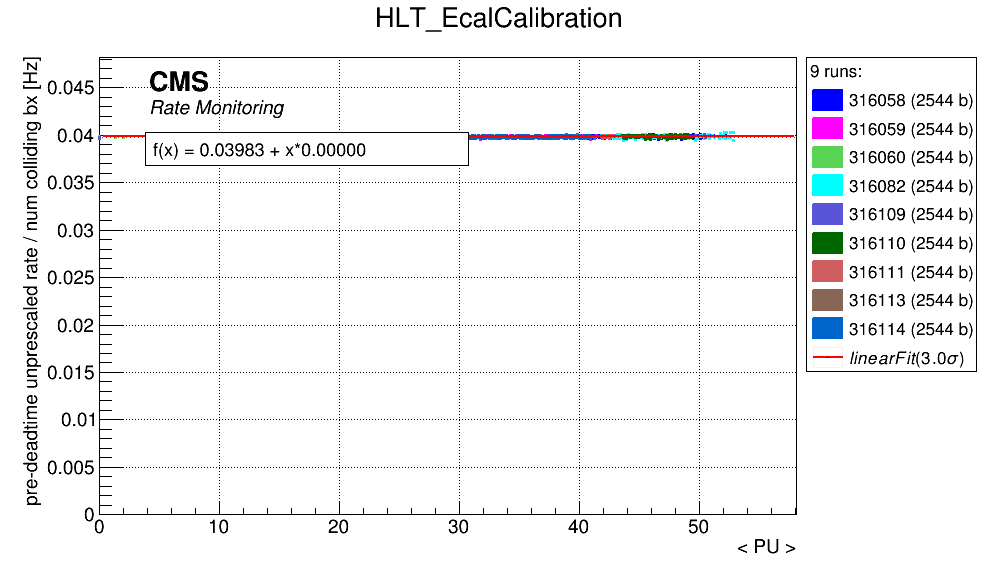 HLT_EcalCalibration
pre-deadtime unprescaled rate / num colliding bx [Hz]
CMS
Rate Monitoring
f(x) = 0.03983 + x*0.00000
0.045
0.04
0.035
0.03
0.025
0.02
0.015
0.01
0.005
0
0 10 20 30 40 50
< PU >
9 runs:
316058 (2544 b)
316059 (2544 b)
316060 (2544 b)
316082 (2544 b)
316109 (2544 b)
316110 (2544 b)
316111 (2544 b)
316113 (2544 b)
316114 (2544 b)
linearFit(3.0σ)